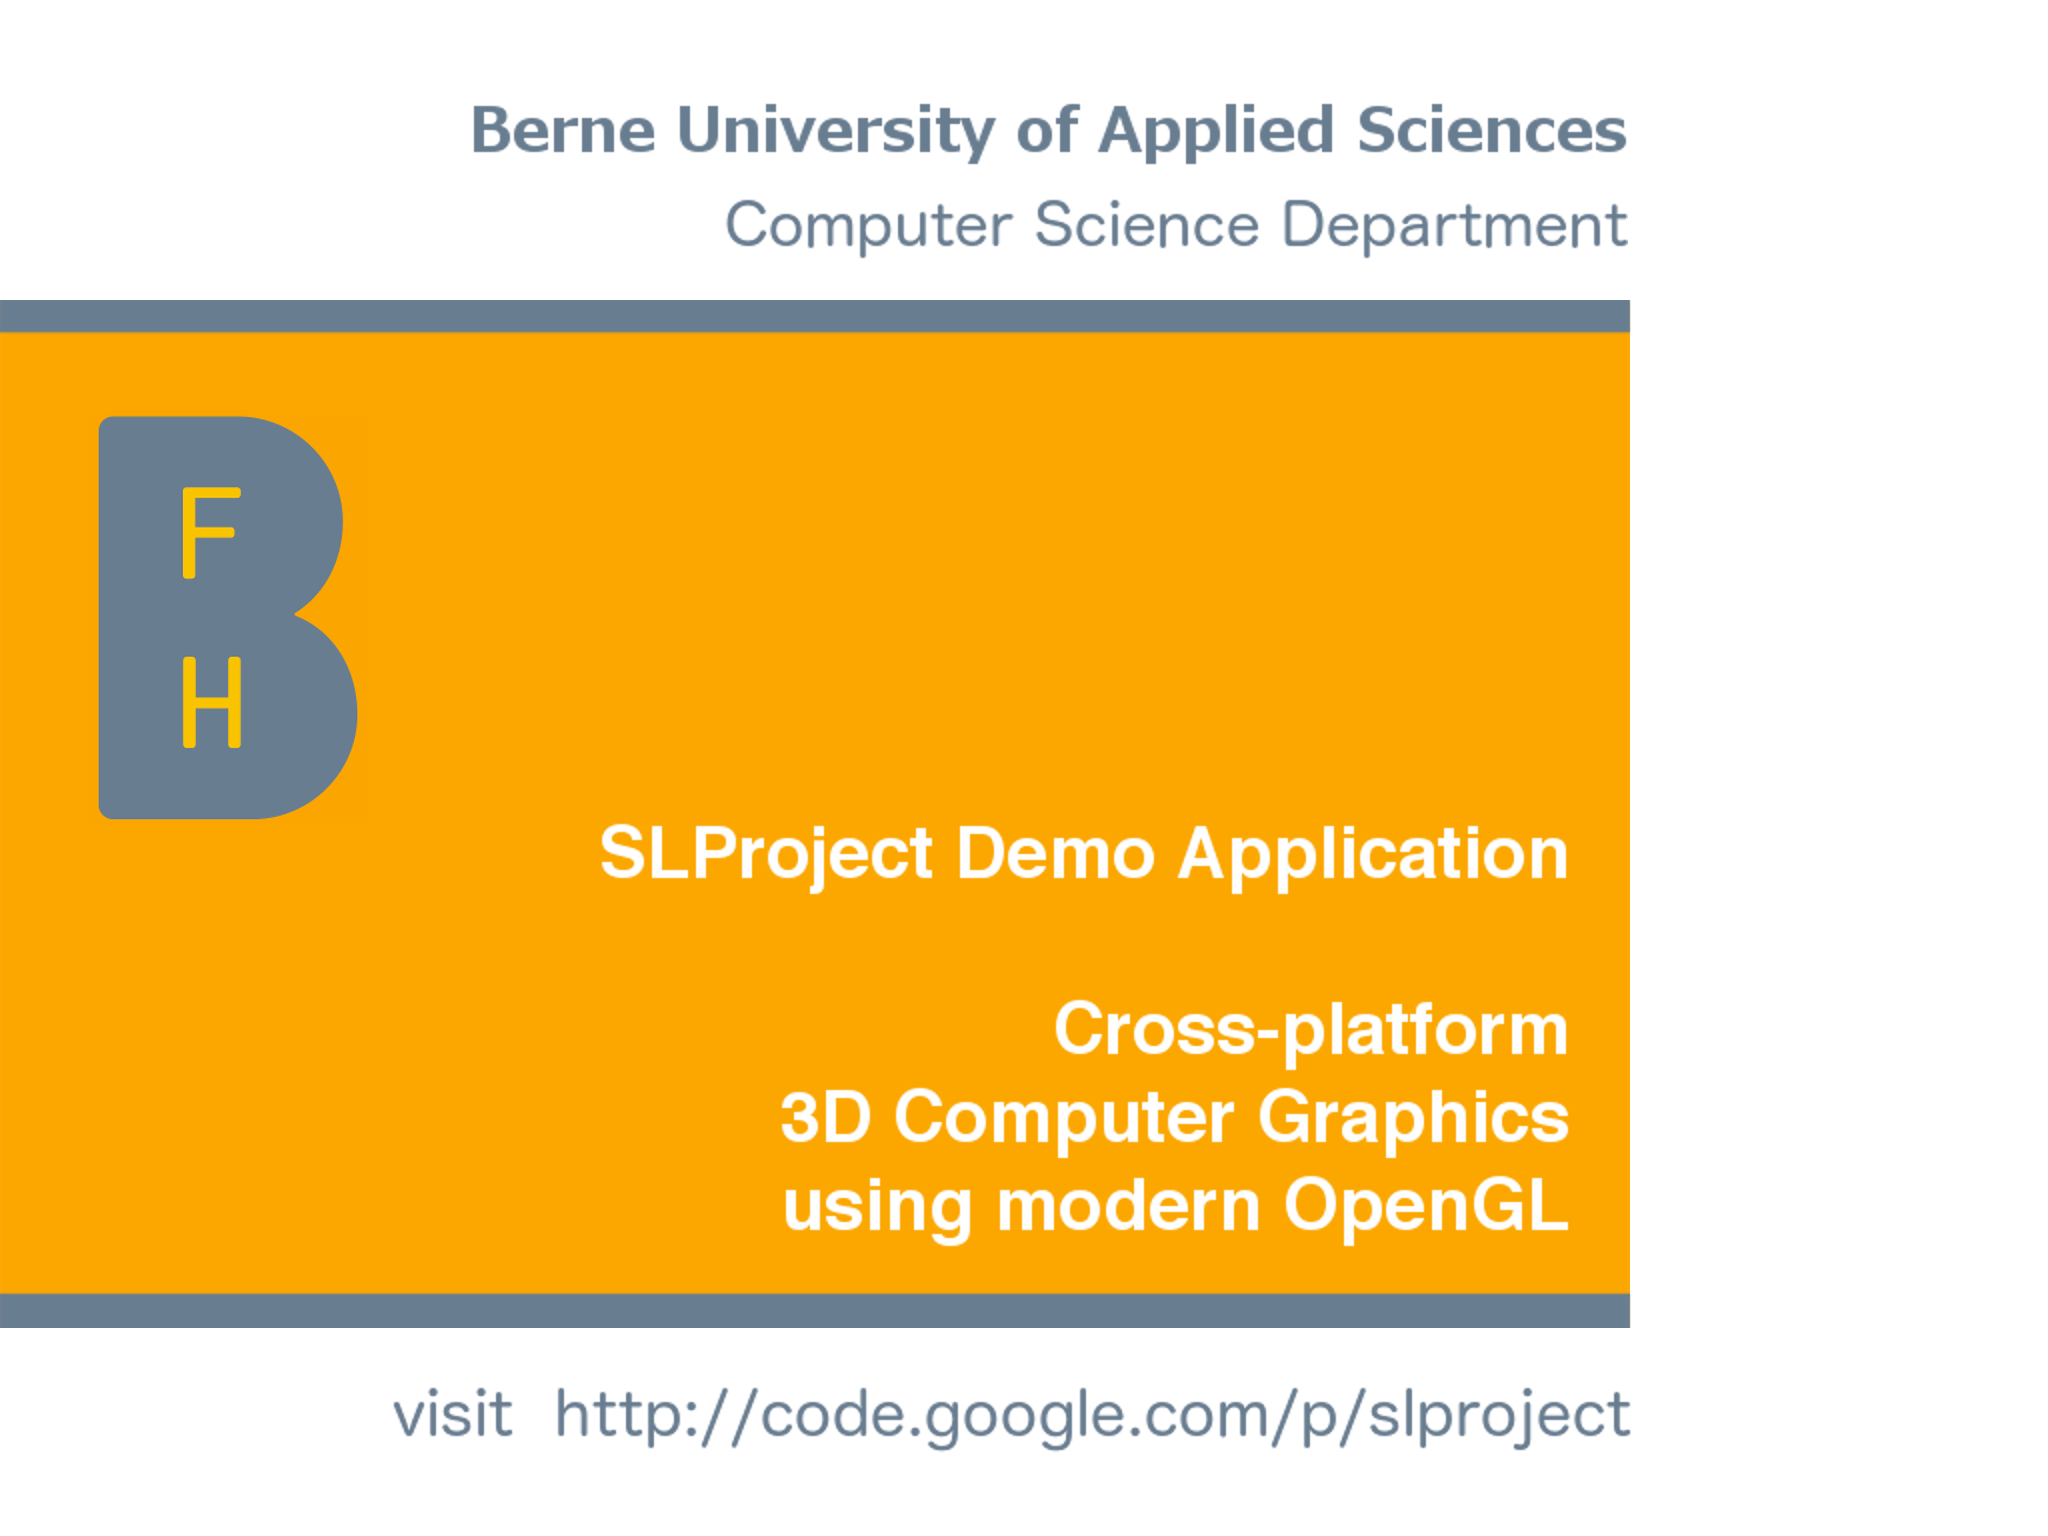 Berne University of Applied Sciences
Computer Science Department
B
F
H
SLProject Demo Application
Cross-platform
3D Computer Graphics
using modern OpenGL
visit http://code.google.com/p/slproject